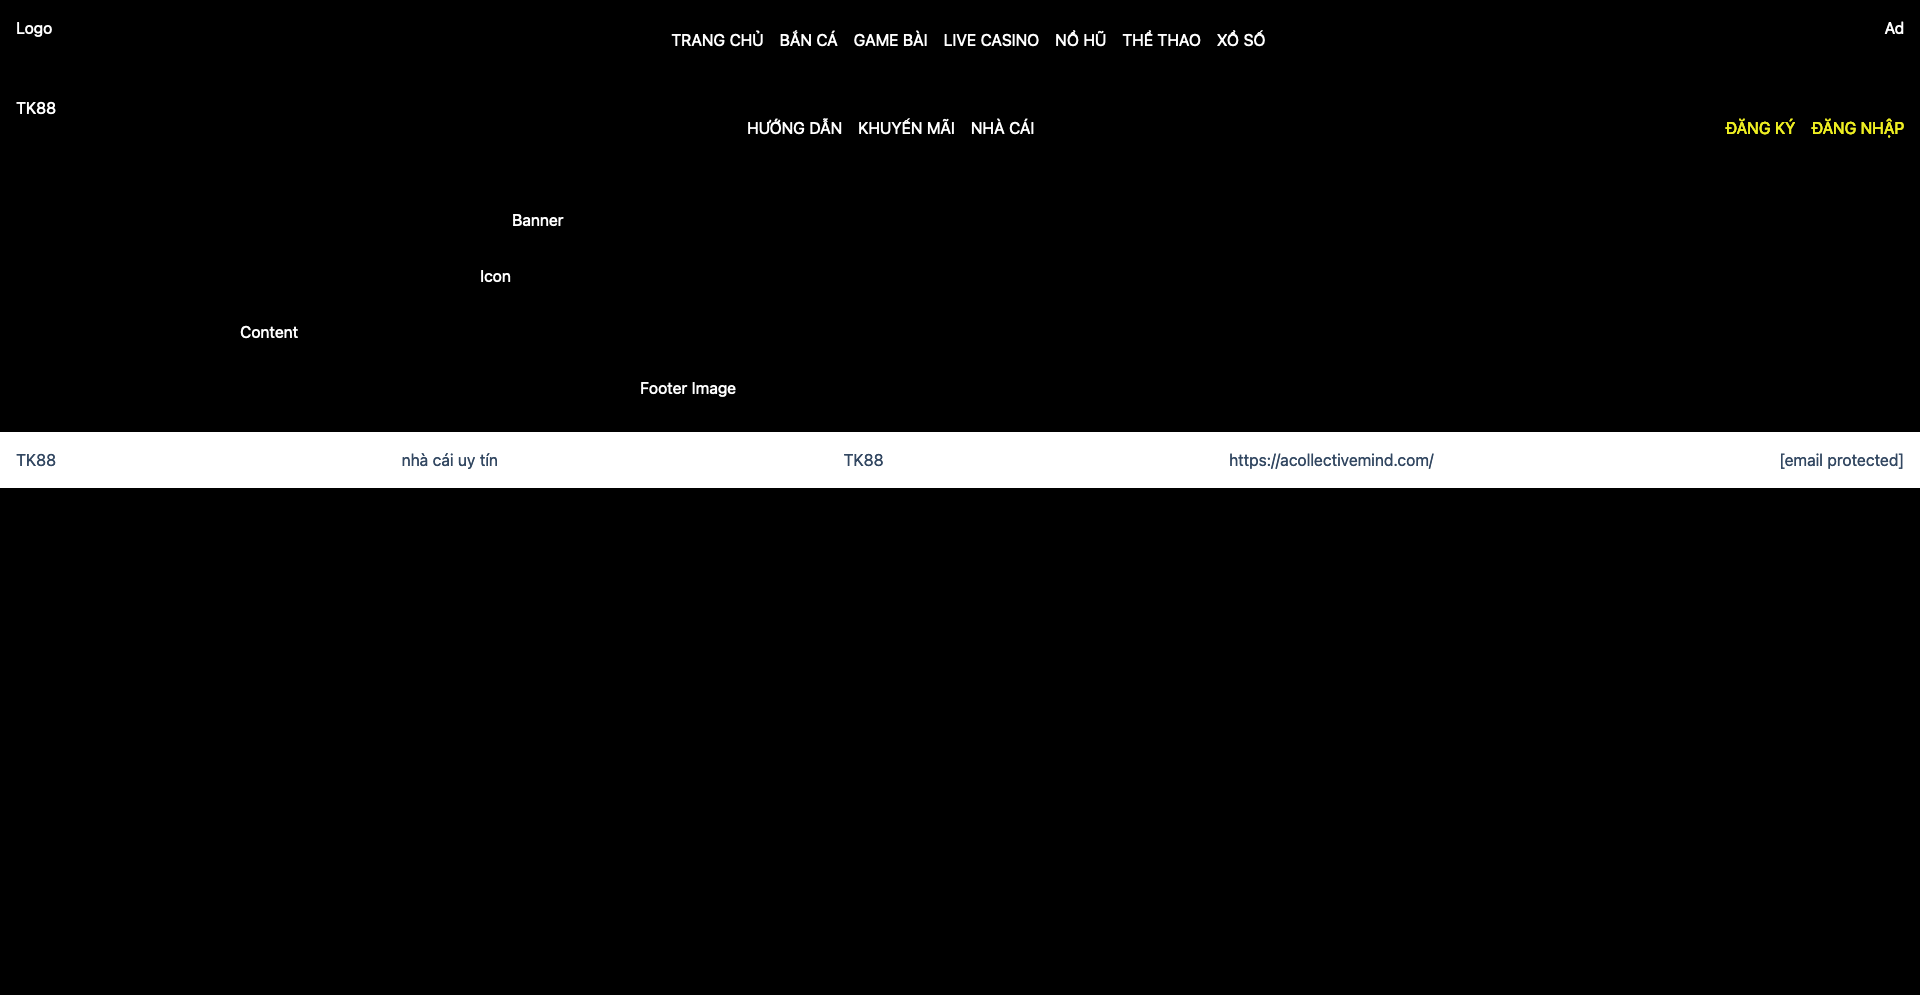 Logo
TRANG CHỦ BẮN CÁ GAME BÀI LIVE CASINO NỔ HŨ THỂ THAO XỔ SỐ
Ad
TK88
HƯỚNG DẪN KHUYẾN MÃI NHÀ CÁI
ĐĂNG KÝ ĐĂNG NHẬP
Banner
Icon
Content
Footer Image
TK88 nhà cái uy tín TK88 https://acollectivemind.com/ [email protected]